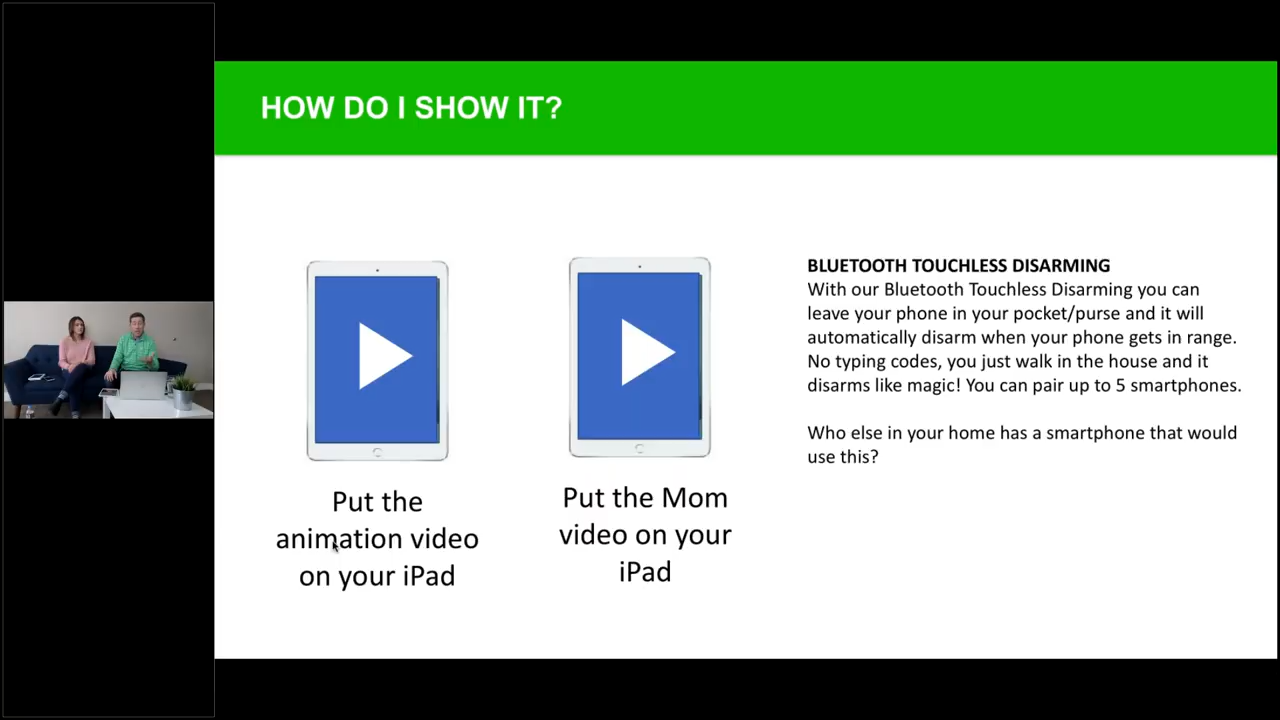 HOW DO I SHOW IT?
Put the
animation video
on your iPad
Put the Mom
video on your
iPad
BLUETOOTH TOUCHLESS DISARMING
With our Bluetooth Touchless Disarming you can
leave your phone in your pocket/purse and it will
automatically disarm when your phone gets in range.
No typing codes, you just walk in the house and it
disarms like magic! You can pair up to 5 smartphones.
Who else in your home has a smartphone that would
use this?